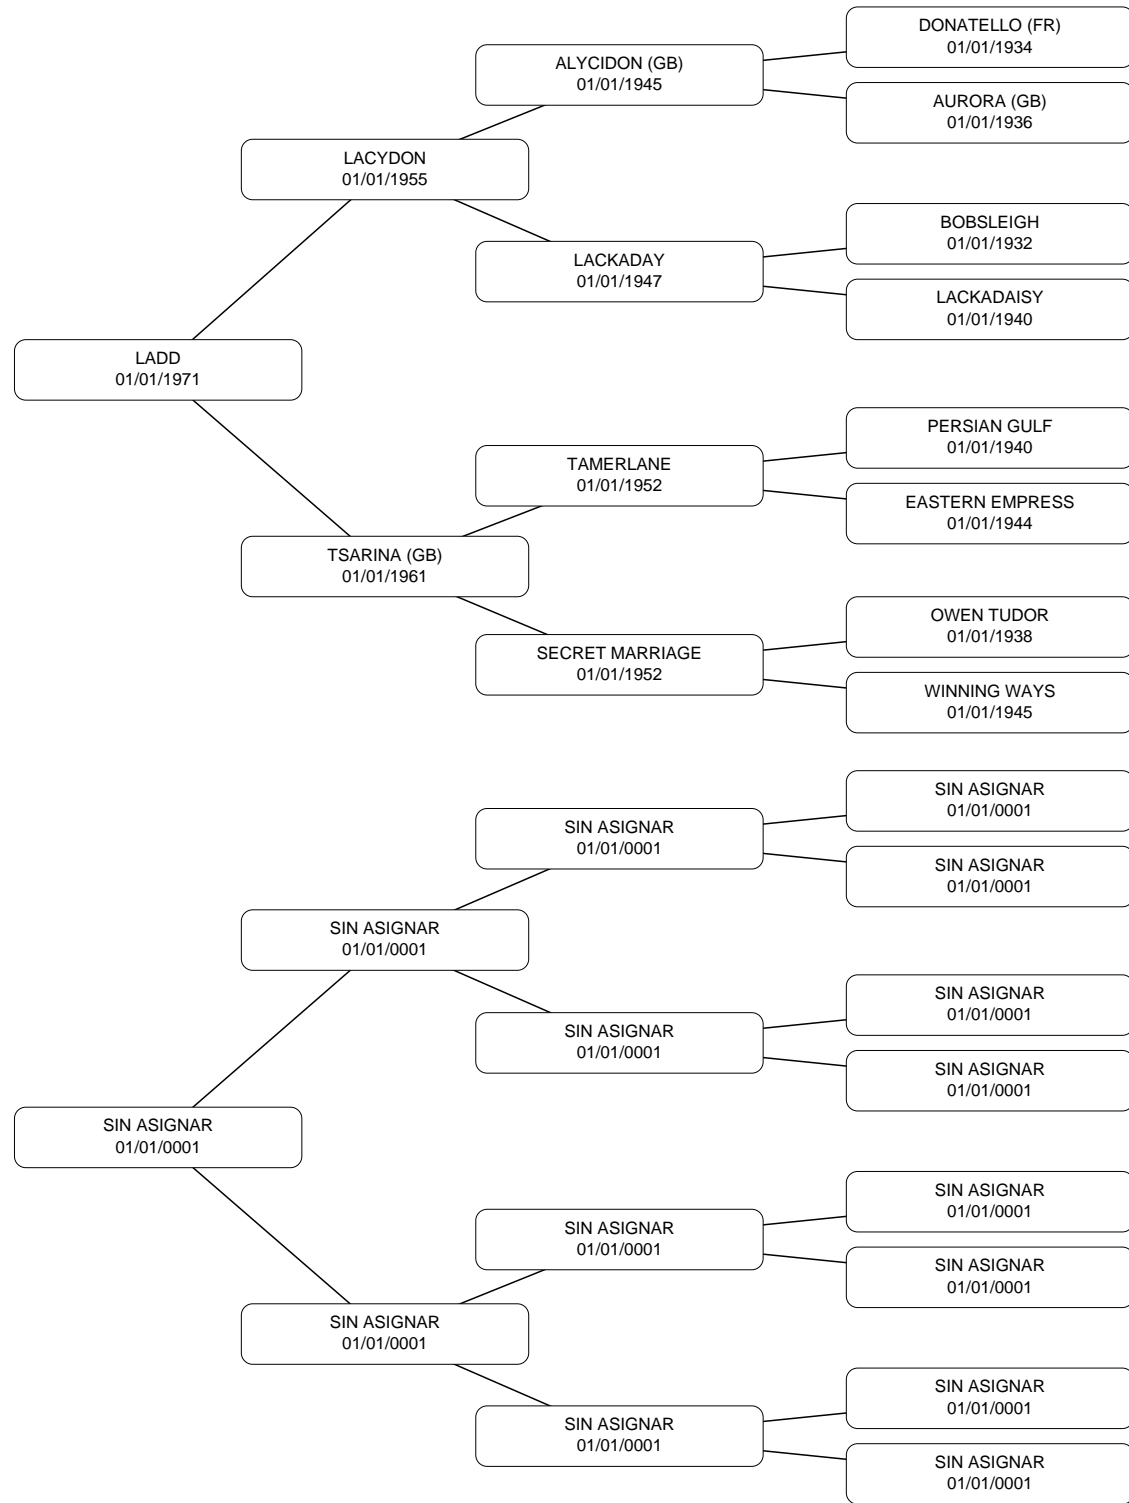 DONATELLO (FR)
01/01/1934
ALYCIDON (GB)
01/01/1945
AURORA (GB)
01/01/1936
LACYDON
01/01/1955
BOBSLEIGH
01/01/1932
LACKADAY
01/01/1947
LACKADAISY
01/01/1940
LADD
01/01/1971
PERSIAN GULF
01/01/1940
TAMERLANE
01/01/1952
EASTERN EMPRESS
01/01/1944
TSARINA (GB)
01/01/1961
OWEN TUDOR
01/01/1938
SECRET MARRIAGE
01/01/1952
WINNING WAYS
01/01/1945
SIN ASIGNAR
01/01/0001
SIN ASIGNAR
01/01/0001
SIN ASIGNAR
01/01/0001
SIN ASIGNAR
01/01/0001
SIN ASIGNAR
01/01/0001
SIN ASIGNAR
01/01/0001
SIN ASIGNAR
01/01/0001
SIN ASIGNAR
01/01/0001
SIN ASIGNAR
01/01/0001
SIN ASIGNAR
01/01/0001
SIN ASIGNAR
01/01/0001
SIN ASIGNAR
01/01/0001
SIN ASIGNAR
01/01/0001
SIN ASIGNAR
01/01/0001
SIN ASIGNAR
01/01/0001